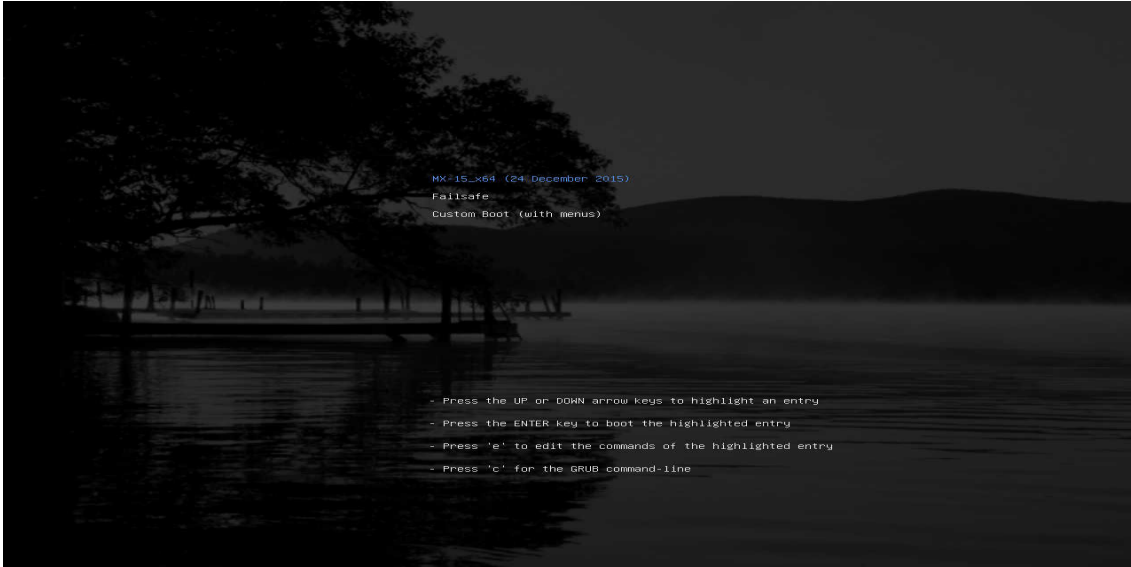 MX-15_x64 (24 December 2015)
Failsafe
Custom Boot (with menus)
- Press the UP or DOWN arrow keys to highlight an entry
- Press the ENTER key to boot the highlighted entry
- Press 'e' to edit the commands of the highlighted entry
- Press 'c' for the GRUB command-line